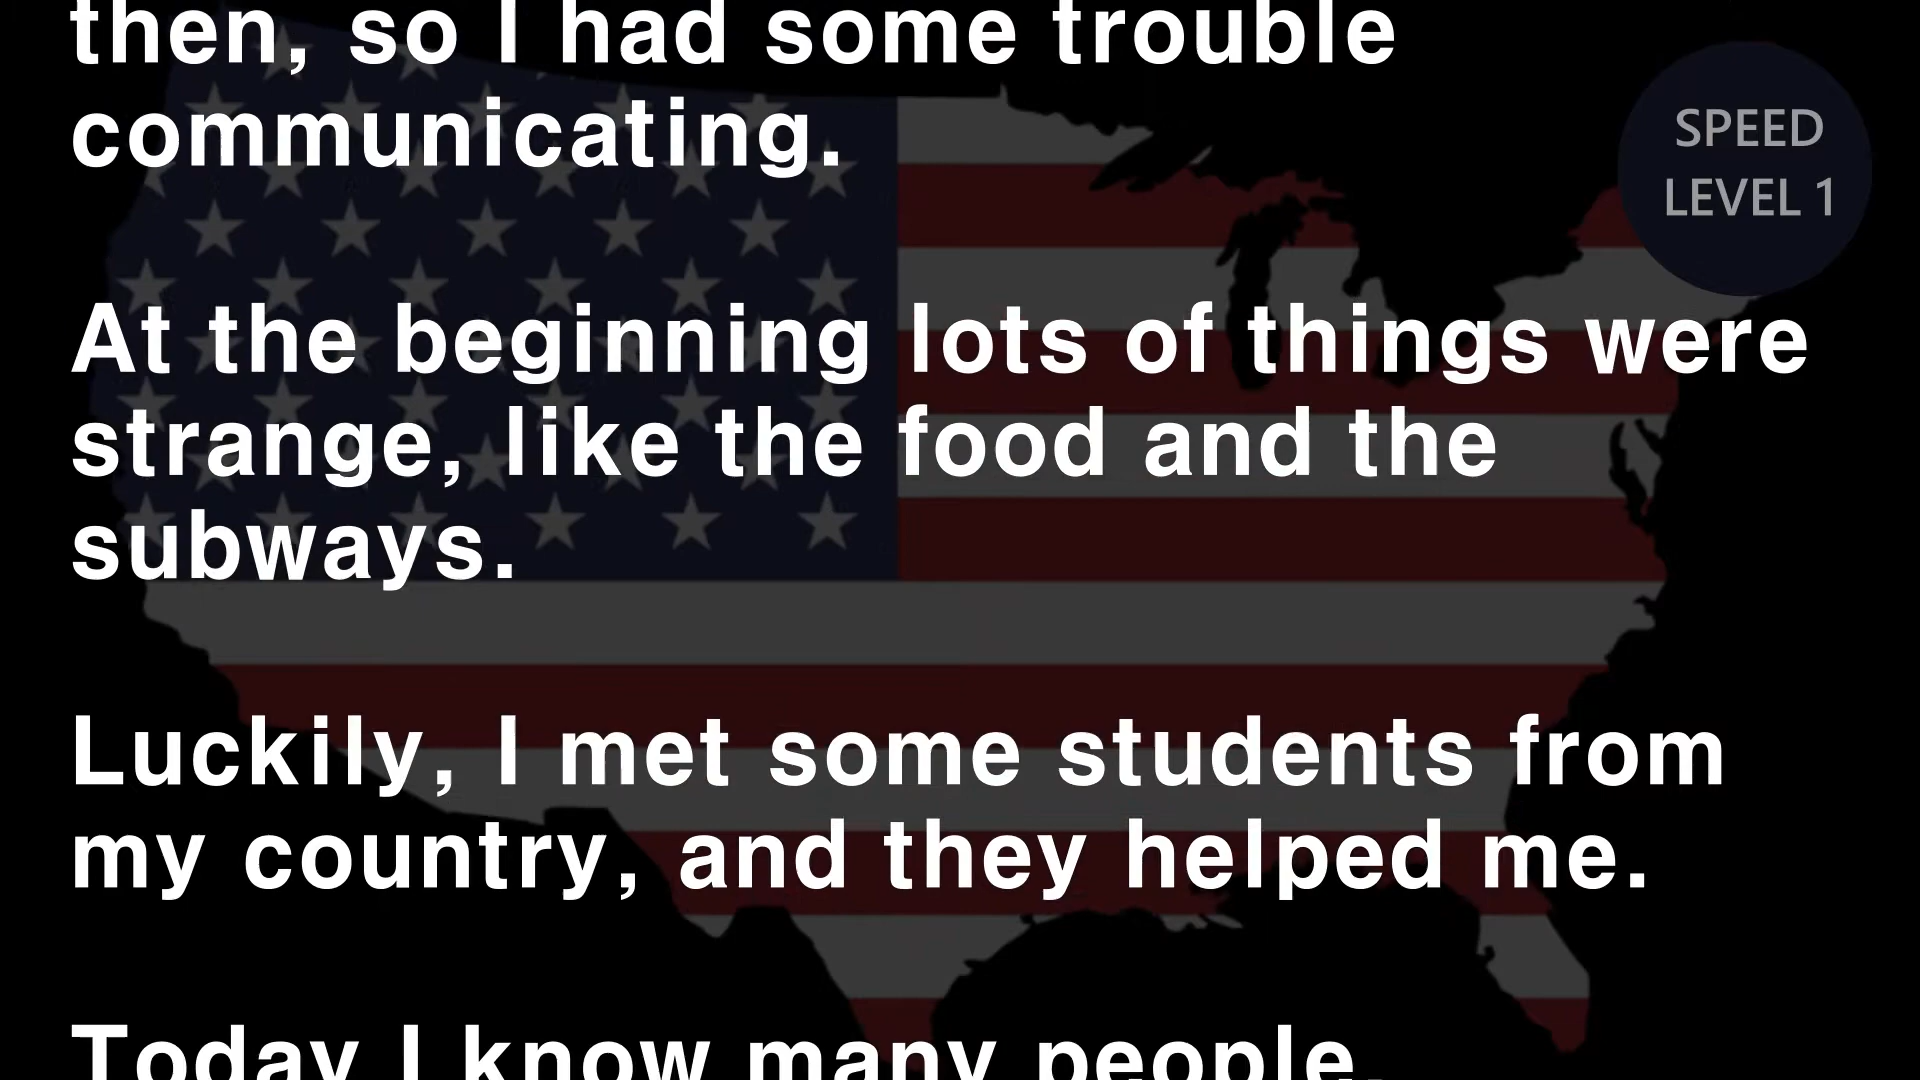 then, so I had some trouble
communicating.
SPEED
LEVEL 1
At the beginning lots of things were
strange, like the food and the
subways.
Luckily, I met some students from
my country, and they helped me.
Today I know many people.